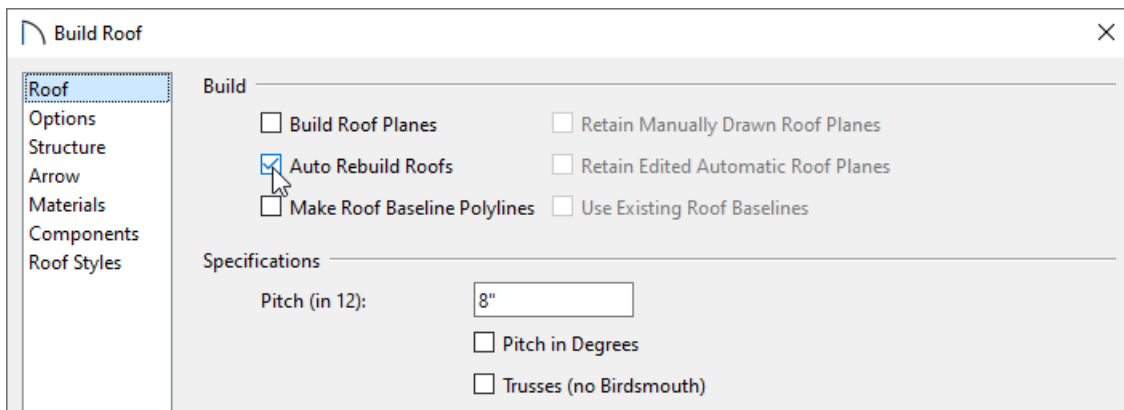 Build Roof
Roof
Options
Structure
Arrow
Materials
Components
Roof Styles
Build
Build Roof Planes
Retain Manually Drawn Roof Planes
Auto Rebuild Roofs
Retain Edited Automatic Roof Planes
Make Roof Baseline Polylines
Use Existing Roof Baselines
Specifications
Pitch (in 12):
8"
Pitch in Degrees
Trusses (no Birdsmouth)